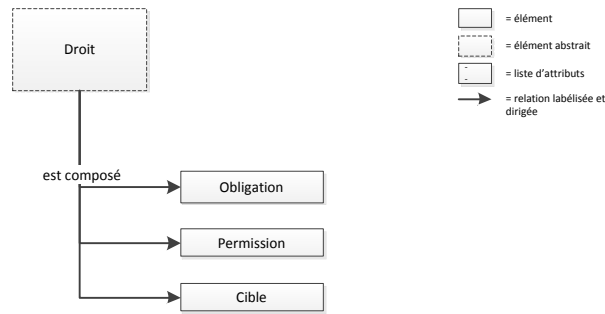 Droit
est composé
Obligation
Permission
Cible
= élément
= élément abstrait
- 
- 
= liste d'attributs
= relation labélisée et
dirigée